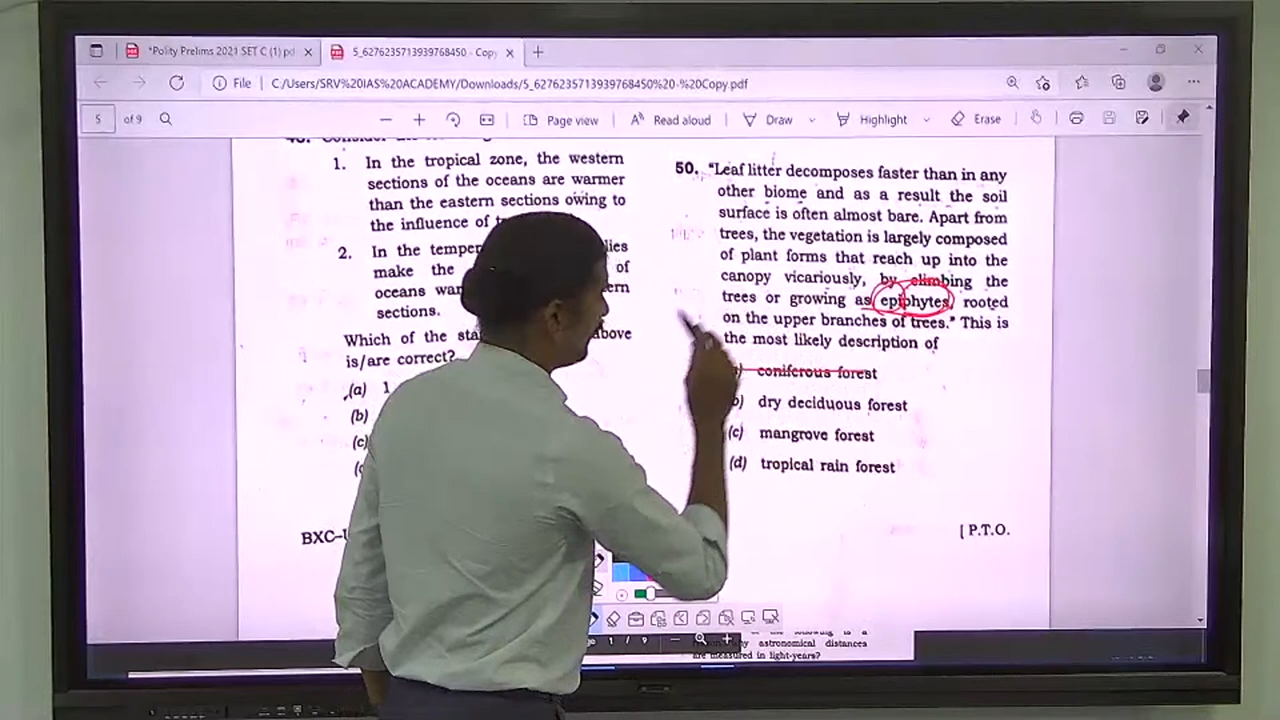 *Polity Prelims 2021 SET C (1).pd
5_6276235713939768450 - Copy
File
C:/Users/SRV%20IAS%20ACADEMY/Downloads/5_6276235713939768450%20-%20Copy.pdf
5 of 9
Page view
Read aloud
Draw
Highlight
Erase
1. In the tropical zone, the western
sections of the oceans are warmer
than the eastern sections owing to
the influence of
2. In the
make the of
oceans
sections.
Which of the above
is/are correct?
(a) 1
(b)
(c)
BXC-
50. "Leaf litter decomposes faster than in any
other biome and as a result the soil
surface is often almost bare. Apart from
trees, the vegetation is largely composed
of plant forms that reach up into the
canopy vicariously, by climbing the
trees or growing as epiphytes, rooted
on the upper branches of trees." This is
the most likely description of
coniferous forest
b) dry deciduous forest
(c) mangrove forest
(d) tropical rain forest
[ P.T.O.
1 / 9
astronomical distances
are measured in light-years?